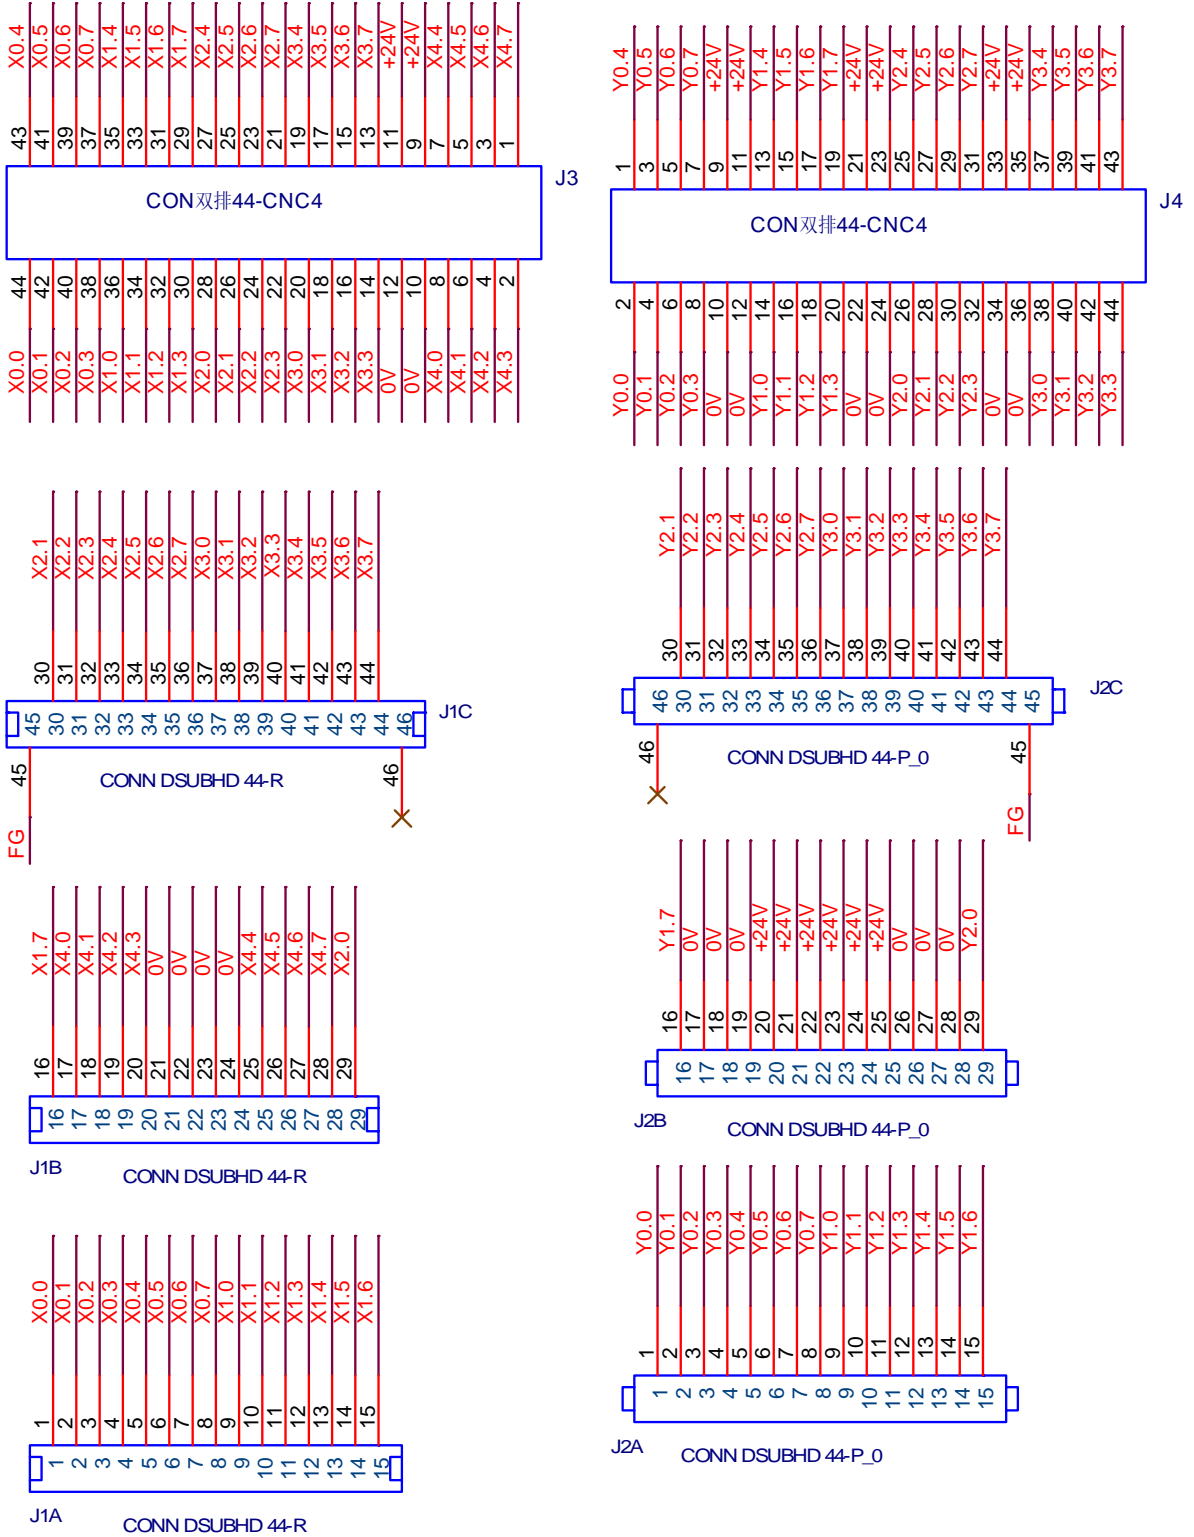 X0.4 X0.5 X0.6 X0.7 X1.4 X1.5 X1.6 X1.7 X2.4 X2.5 X2.6 X2.7 X3.4 X3.5 X3.6 X3.7 +24V +24V X4.4 X4.5 X4.6 X4.7
43 41 39 37 35 33 31 29 27 25 23 21 19 17 15 13 11 9 7 5 3 1
J3
CON双排44-CNC4
44 42 40 38 36 34 32 30 28 26 24 22 20 18 16 14 12 10 8 6 4 2
X0.0 X0.1 X0.2 X0.3 X1.0 X1.1 X1.2 X1.3 X2.0 X2.1 X2.2 X2.3 X3.0 X3.1 X3.2 X3.3 0V 0V X4.0 X4.1 X4.2 X4.3
Y0.4 Y0.5 Y0.6 Y0.7 +24V +24V Y1.4 Y1.5 Y1.6 Y1.7 +24V +24V Y2.4 Y2.5 Y2.6 Y2.7 +24V +24V Y3.4 Y3.5 Y3.6 Y3.7
1 3 5 7 9 11 13 15 17 19 21 23 25 27 29 31 33 35 37 39 41 43
J4
CON双排44-CNC4
2 4 6 8 10 12 14 16 18 20 22 24 26 28 30 32 34 36 38 40 42 44
Y0.0 Y0.1 Y0.2 Y0.3 0V 0V Y1.0 Y1.1 Y1.2 Y1.3 0V 0V Y2.0 Y2.1 Y2.2 Y2.3 0V 0V Y3.0 Y3.1 Y3.2 Y3.3
X2.1 X2.2 X2.3 X2.4 X2.5 X2.6 X2.7 X3.0 X3.1 X3.2 X3.3 X3.4 X3.5 X3.6 X3.7
30 31 32 33 34 35 36 37 38 39 40 41 42 43 44
45 30 31 32 33 34 35 36 37 38 39 40 41 42 43 44 46
J1C
45 46
CONN DSUBHD 44-R
FG
Y2.1 Y2.2 Y2.3 Y2.4 Y2.5 Y2.6 Y2.7 Y3.0 Y3.1 Y3.2 Y3.3 Y3.4 Y3.5 Y3.6 Y3.7
30 31 32 33 34 35 36 37 38 39 40 41 42 43 44
46 30 31 32 33 34 35 36 37 38 39 40 41 42 43 44 45
J2C
46 45
CONN DSUBHD 44-P_0
FG
X1.7 X4.0 X4.1 X4.2 X4.3 0V 0V 0V 0V X4.4 X4.5 X4.6 X4.7 X2.0
16 17 18 19 20 21 22 23 24 25 26 27 28 29
16 17 18 19 20 21 22 23 24 25 26 27 28 29
J1B
CONN DSUBHD 44-R
Y1.7 0V 0V 0V +24V +24V +24V +24V +24V +24V 0V 0V 0V Y2.0
16 17 18 19 20 21 22 23 24 25 26 27 28 29
16 17 18 19 20 21 22 23 24 25 26 27 28 29
J2B
CONN DSUBHD 44-P_0
X0.0 X0.1 X0.2 X0.3 X0.4 X0.5 X0.6 X0.7 X1.0 X1.1 X1.2 X1.3 X1.4 X1.5 X1.6
1 2 3 4 5 6 7 8 9 10 11 12 13 14 15
1 2 3 4 5 6 7 8 9 10 11 12 13 14 15
J1A
CONN DSUBHD 44-R
Y0.0 Y0.1 Y0.2 Y0.3 Y0.4 Y0.5 Y0.6 Y0.7 Y1.0 Y1.1 Y1.2 Y1.3 Y1.4 Y1.5 Y1.6
1 2 3 4 5 6 7 8 9 10 11 12 13 14 15
1 2 3 4 5 6 7 8 9 10 11 12 13 14 15
J2A
CONN DSUBHD 44-P_0